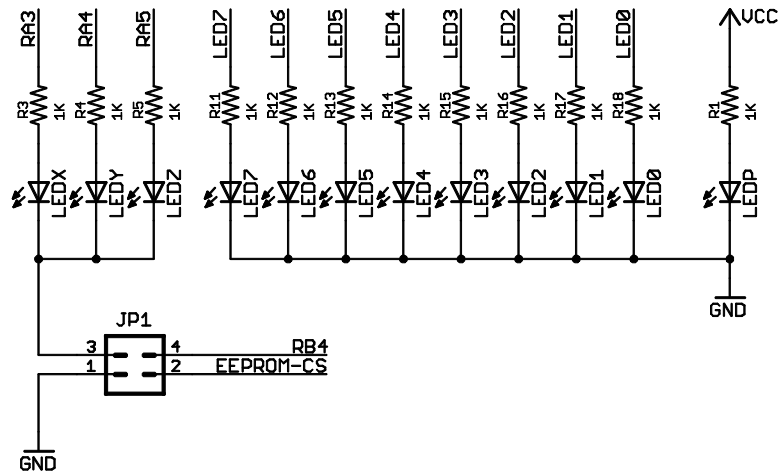 RA3 RA4 RA5 LED7 LED6 LED5 LED4 LED3 LED2 LED1 LED0 VCC
R3 1K R4 1K R5 1K R11 1K R12 1K R13 1K R14 1K R15 1K R16 1K R17 1K R18 1K R1 1K
LEDX LEDY LEDZ LED7 LED6 LED5 LED4 LED3 LED2 LED1 LED0 LEDP
GND
JP1
3 4 RB4
1 2 EEPROM-CS
GND